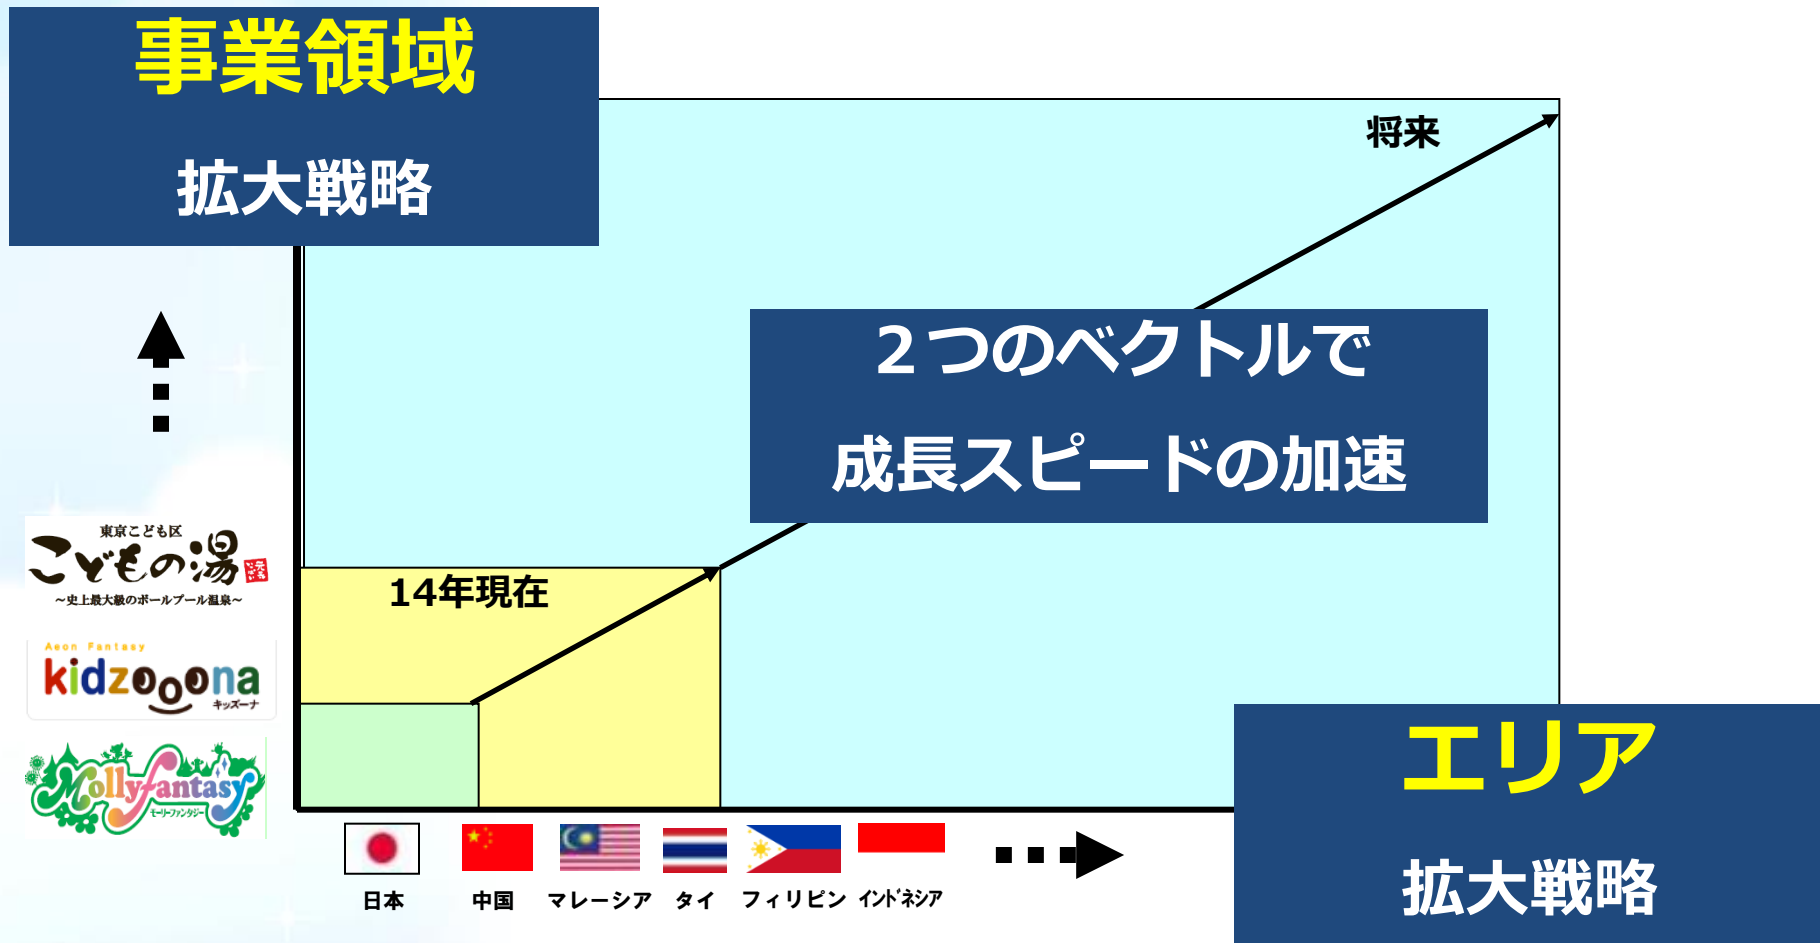 事業領域
拡大戦略
将来
２つのベクトルで
成長スピードの加速
14年現在
東京こども区
こどもの湯
～史上最大級のボールプール温泉～
Aeon Fantasy
kidzooona
キッズーナ
Mollyfantasy
モーリーファンタジー
日本 中国 マレーシア タイ フィリピン インドネシア
エリア
拡大戦略